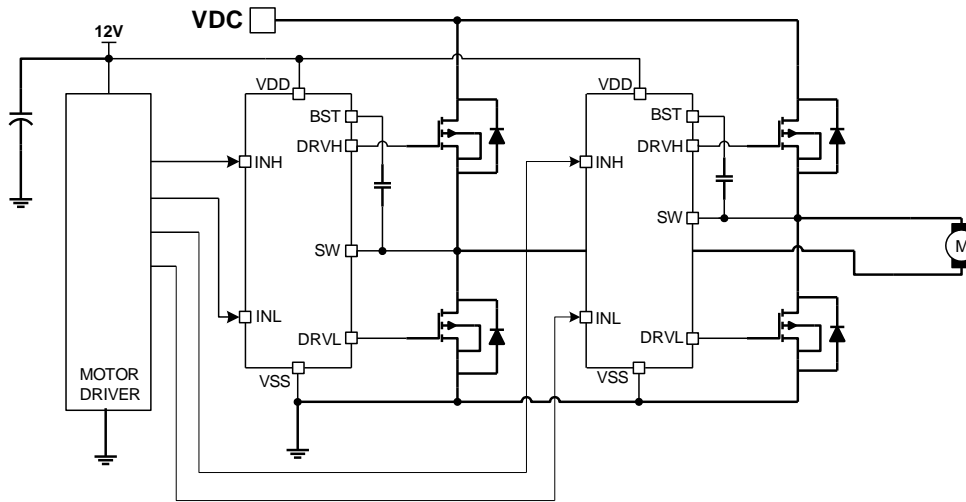 VDC
12V
VDD
BST
DRVH
INH
SW
INL
DRVL
VSS
MOTOR
DRIVER
VDD
BST
DRVH
INH
SW
INL
DRVL
VSS
M